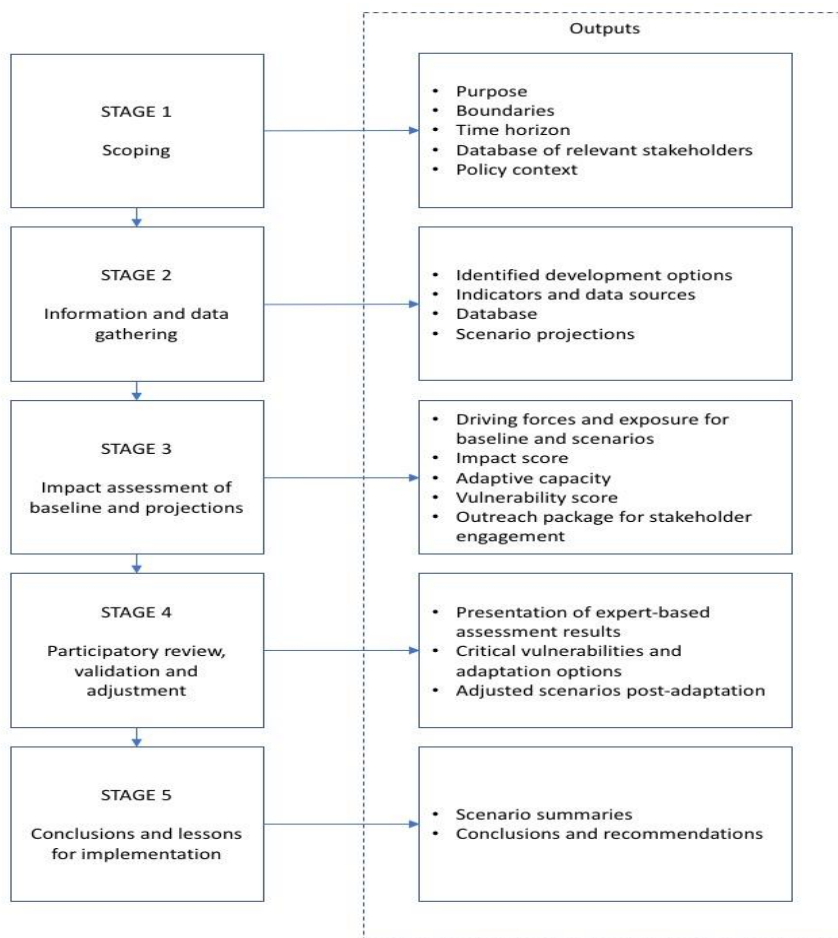 Outputs
STAGE 1
Scoping
• Purpose
• Boundaries
• Time horizon
• Database of relevant stakeholders
• Policy context
STAGE 2
Information and data
gathering
• Identified development options
• Indicators and data sources
• Database
• Scenario projections
STAGE 3
Impact assessment of
baseline and projections
• Driving forces and exposure for
baseline and scenarios
• Impact score
• Adaptive capacity
• Vulnerability score
• Outreach package for stakeholder
engagement
STAGE 4
Participatory review,
validation and
adjustment
• Presentation of expert-based
assessment results
• Critical vulnerabilities and
adaptation options
• Adjusted scenarios post-adaptation
STAGE 5
Conclusions and lessons
for implementation
• Scenario summaries
• Conclusions and recommendations